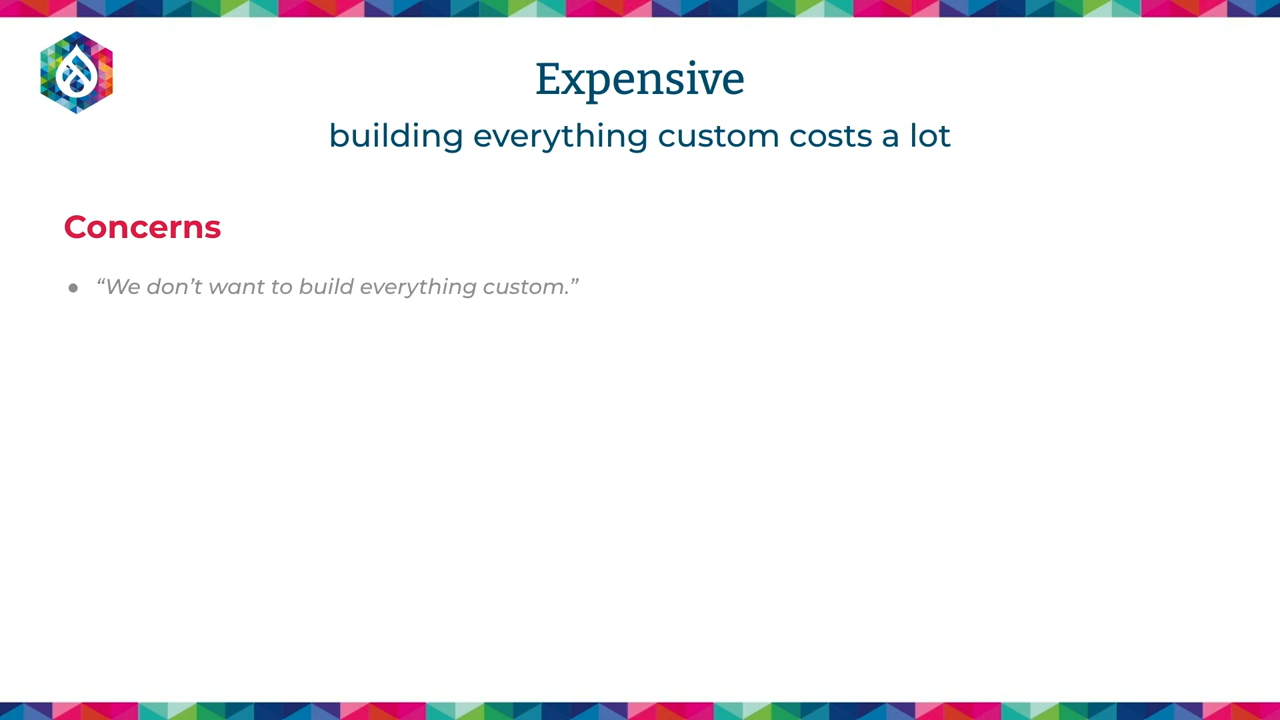 Expensive
building everything custom costs a lot
Concerns
● “We don’t want to build everything custom.”